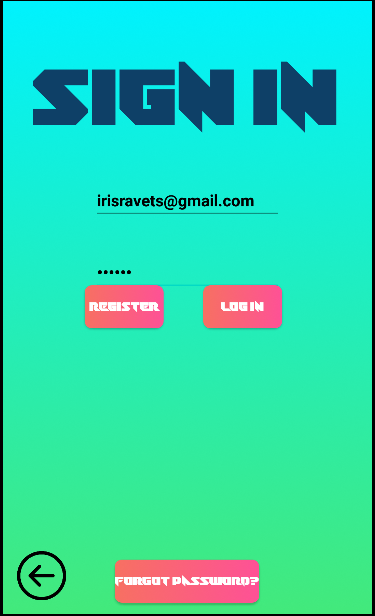 SIGN IN
irisravets@gmail.com
••••••
REGISTER LOG IN
FORGOT PASSWORD?